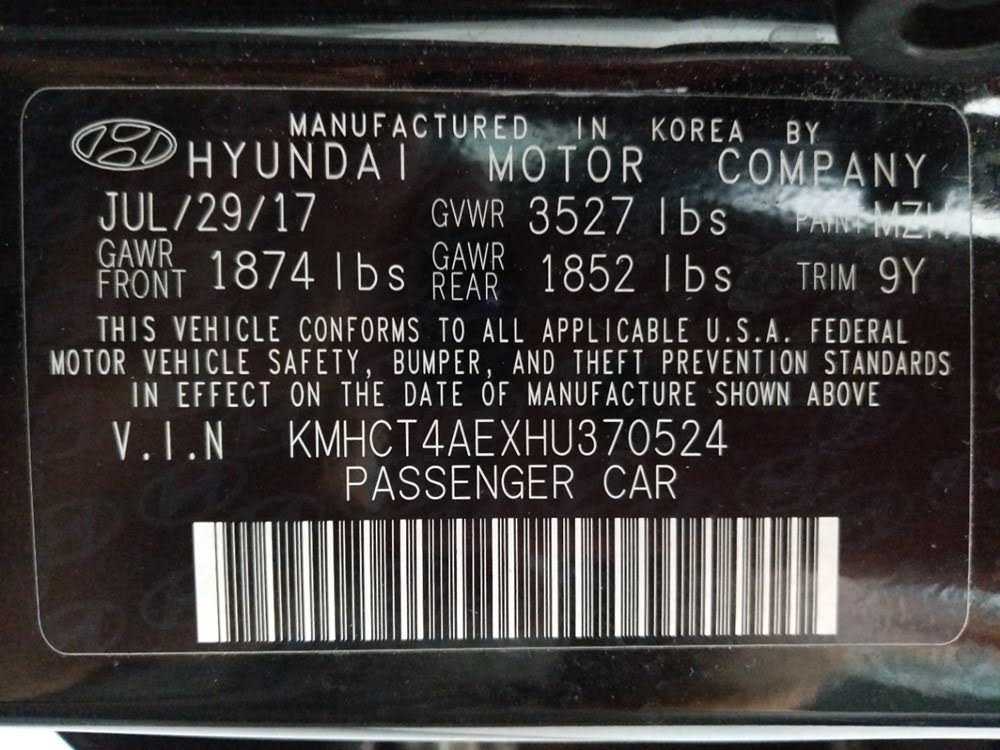 MANUFACTURED IN KOREA BY
HYUNDAI MOTOR COMPANY
JUL/29/17 GVWR 3527 lbs PAINT MZH
GAWR FRONT 1874 lbs GAWR REAR 1852 lbs TRIM 9Y
THIS VEHICLE CONFORMS TO ALL APPLICABLE U.S.A. FEDERAL
MOTOR VEHICLE SAFETY, BUMPER, AND THEFT PREVENTION STANDARDS
IN EFFECT ON THE DATE OF MANUFACTURE SHOWN ABOVE
V.I.N KMHCT4AEXHU370524
PASSENGER CAR